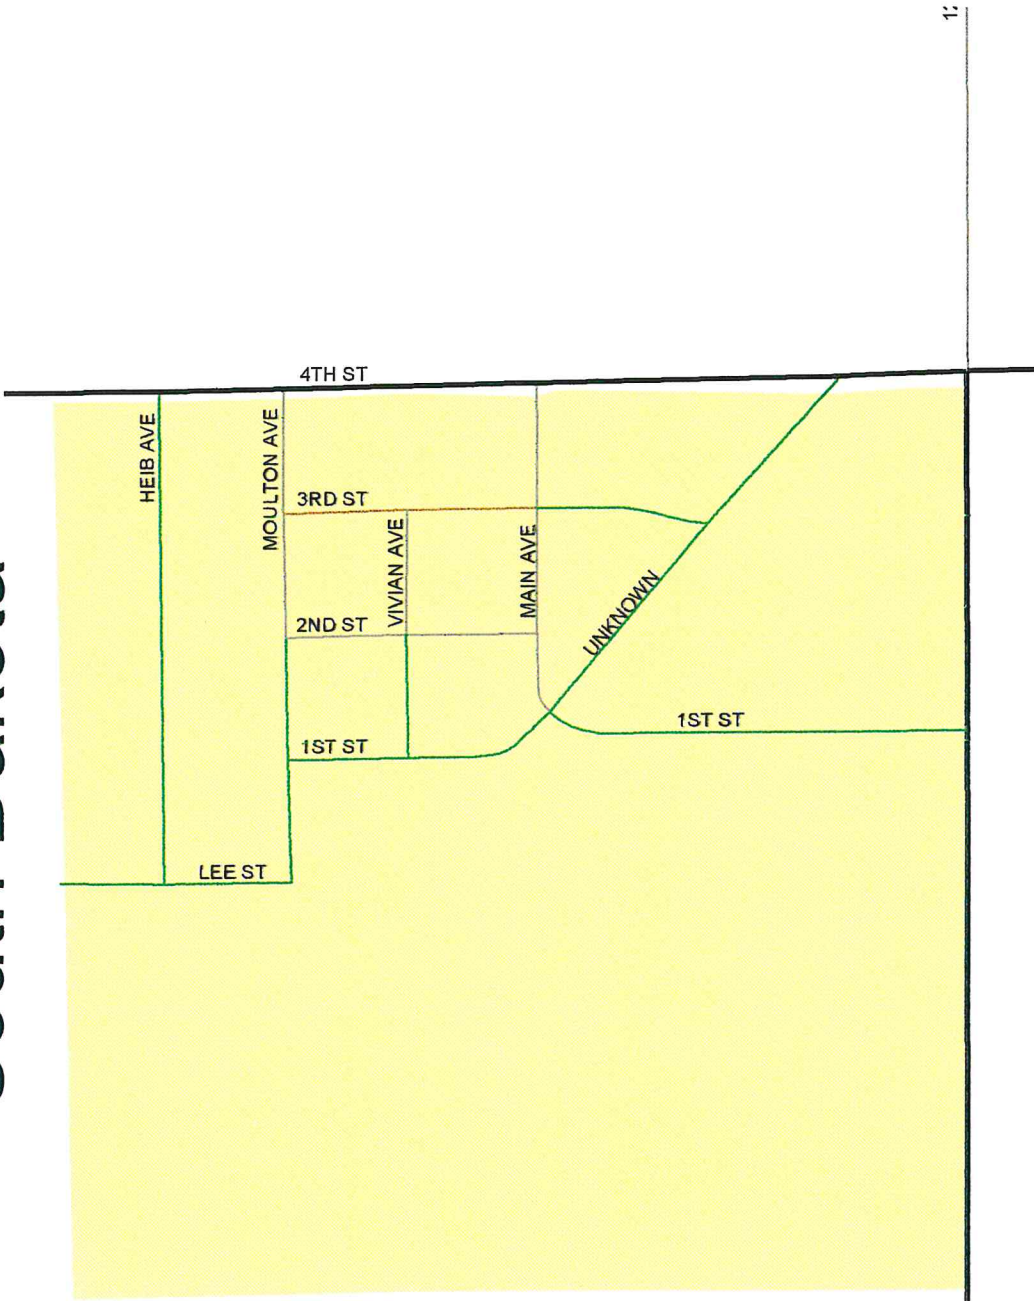 4TH ST
HEIB AVE
MOULTON AVE
3RD ST
VIVIAN AVE
MAIN AVE
2ND ST
UNKNOWN
1ST ST
1ST ST
LEE ST